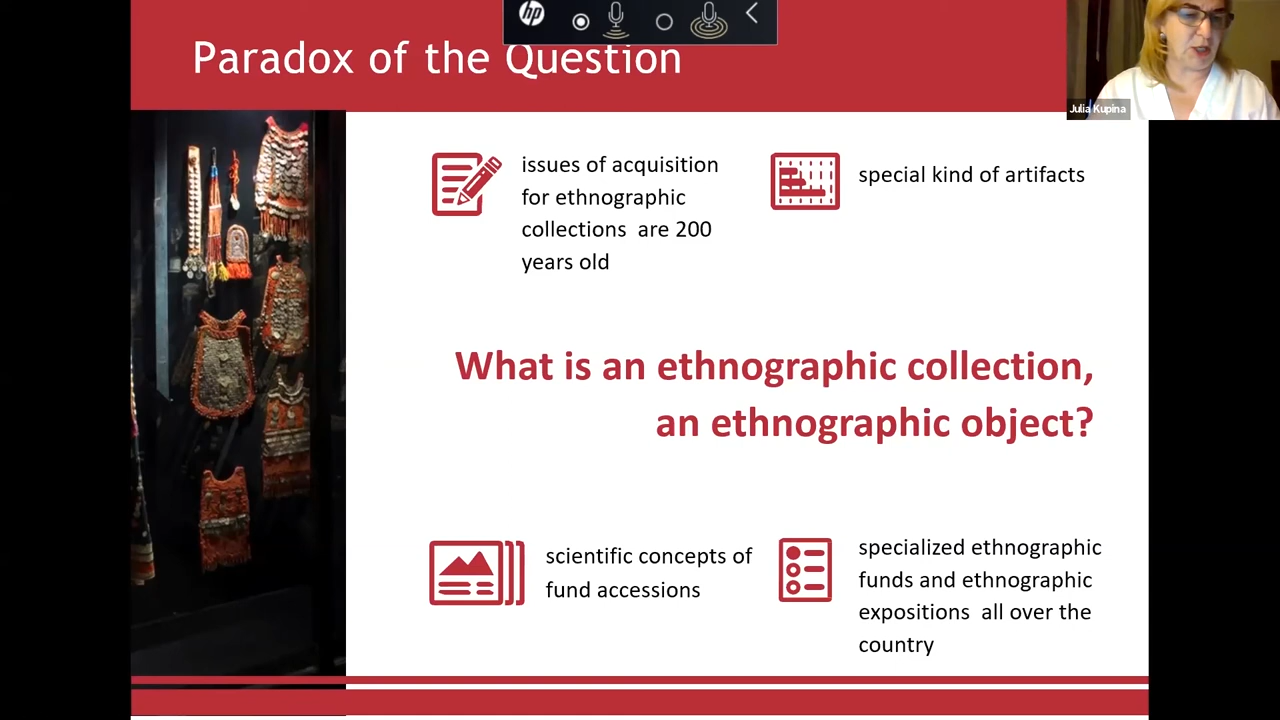 hp
Paradox of the Question
Julia Kupina
issues of acquisition
for ethnographic
collections are 200
years old
special kind of artifacts
What is an ethnographic collection,
an ethnographic object?
scientific concepts of
fund accessions
specialized ethnographic
funds and ethnographic
expositions all over the
country